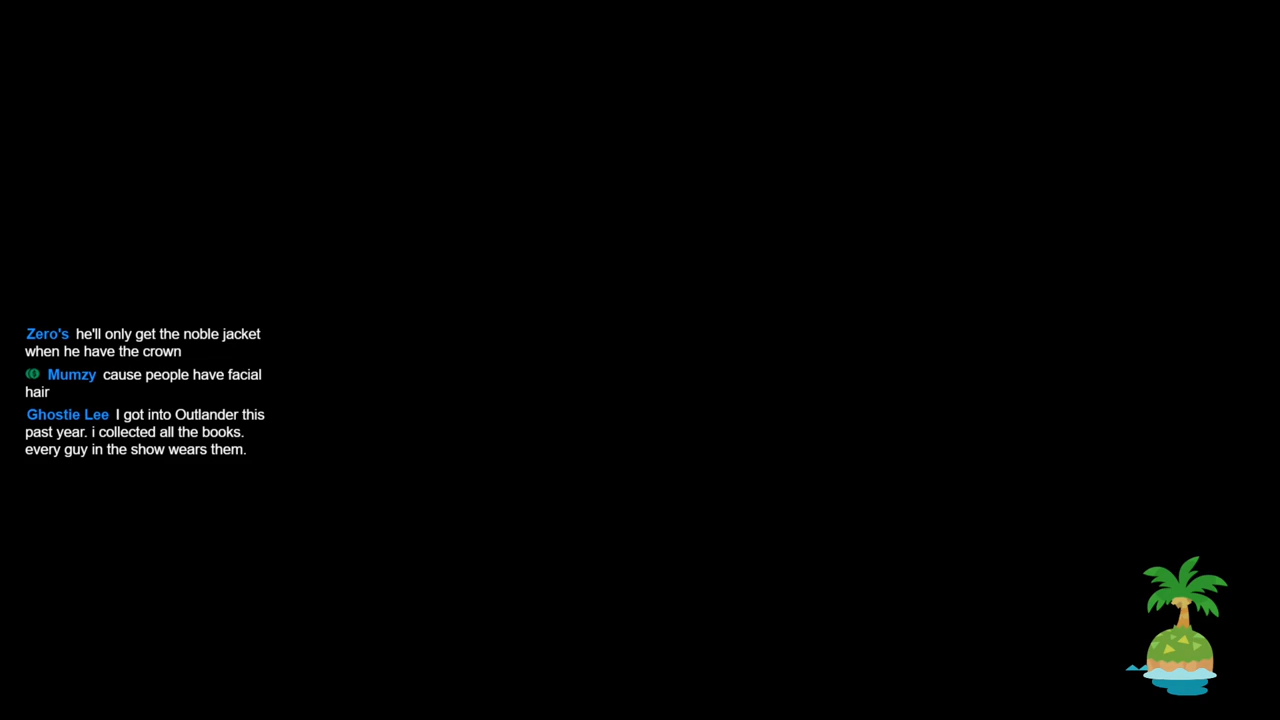 Zero's he'll only get the noble jacket
when he have the crown
Mumzy cause people have facial
hair
Ghostie Lee I got into Outlander this
past year. i collected all the books.
every guy in the show wears them.